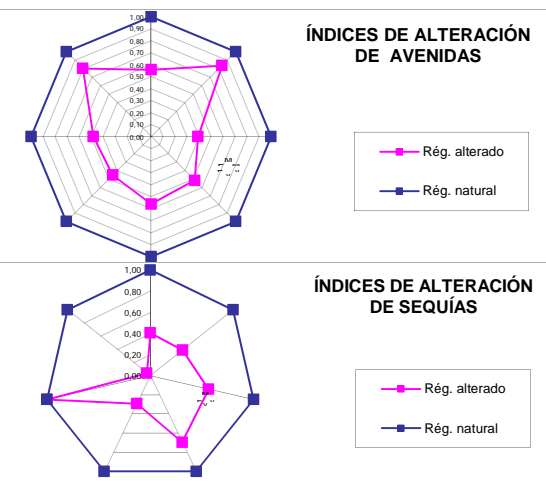 ÍNDICES DE ALTERACIÓN
DE AVENIDAS
1,00
0,90
0,80
0,70
0,60
0,50
0,40
0,30
0,20
0,10
0,00
Rég. alterado
Rég. natural
ÍNDICES DE ALTERACIÓN
DE SEQUÍAS
1,00
0,80
0,60
0,40
0,20
0,00
Rég. alterado
Rég. natural